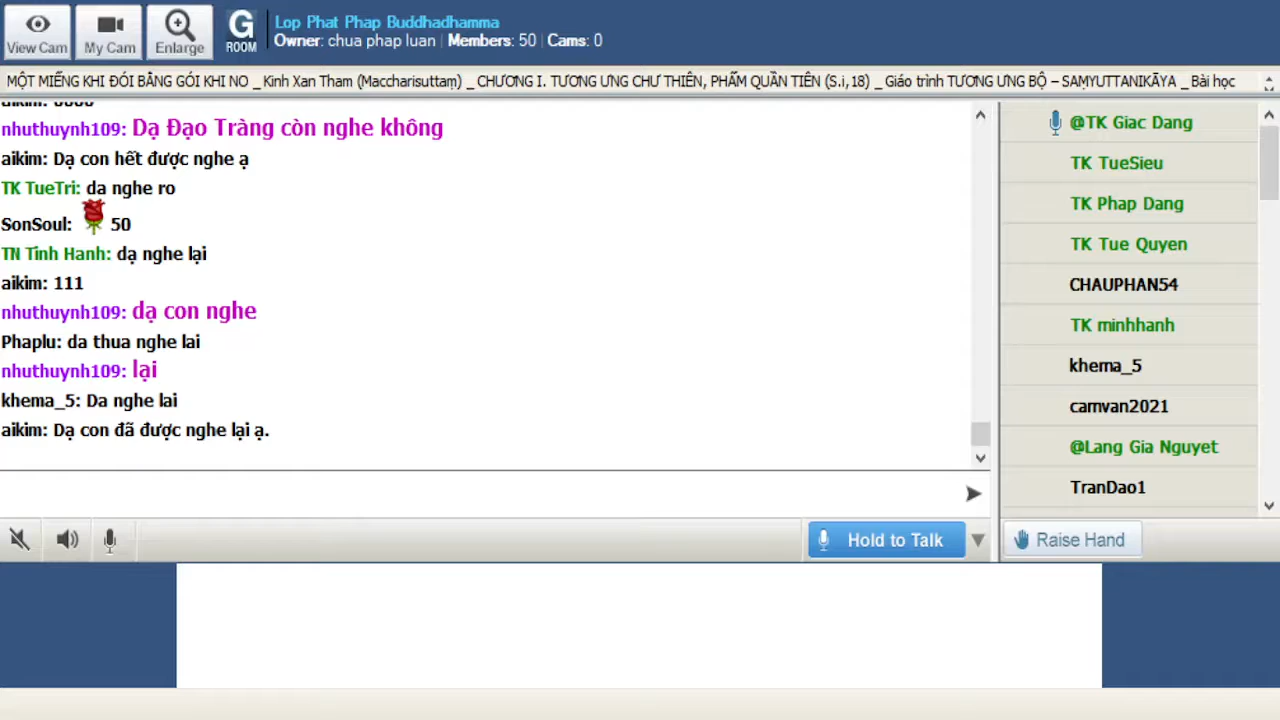 View Cam
My Cam
Enlarge
G
ROOM
Lop Phat Phap Buddhadhamma
Owner: chua phap luan | Members: 50 | Cams: 0
MỘT MIẾNG KHI ĐÓI BẰNG GÓI KHI NO _ Kinh Xan Tham (Maccharisuttaṃ) _ CHƯƠNG I. TƯƠNG ƯNG CHƯ THIÊN, PHẨM QUẦN TIÊN (S.i,18) _ Giáo trình TƯƠNG ƯNG BỘ – SAṂYUTTANIKĀYA _ Bài học
nhuthuynh109: Dạ Đạo Tràng còn nghe không
aikim: Dạ con hết được nghe ạ
TK TueTri: da nghe ro
SonSoul: 50
TN Tinh Hanh: dạ nghe lại
aikim: 111
nhuthuynh109: dạ con nghe
Phaplu: da thua nghe lai
nhuthuynh109: lại
khema_5: Da nghe lai
aikim: Dạ con đã được nghe lại ạ.
@TK Giac Dang
TK TueSieu
TK Phap Dang
TK Tue Quyen
CHAUPHAN54
TK minhhanh
khema_5
camvan2021
@Lang Gia Nguyet
TranDao1
Hold to Talk
Raise Hand